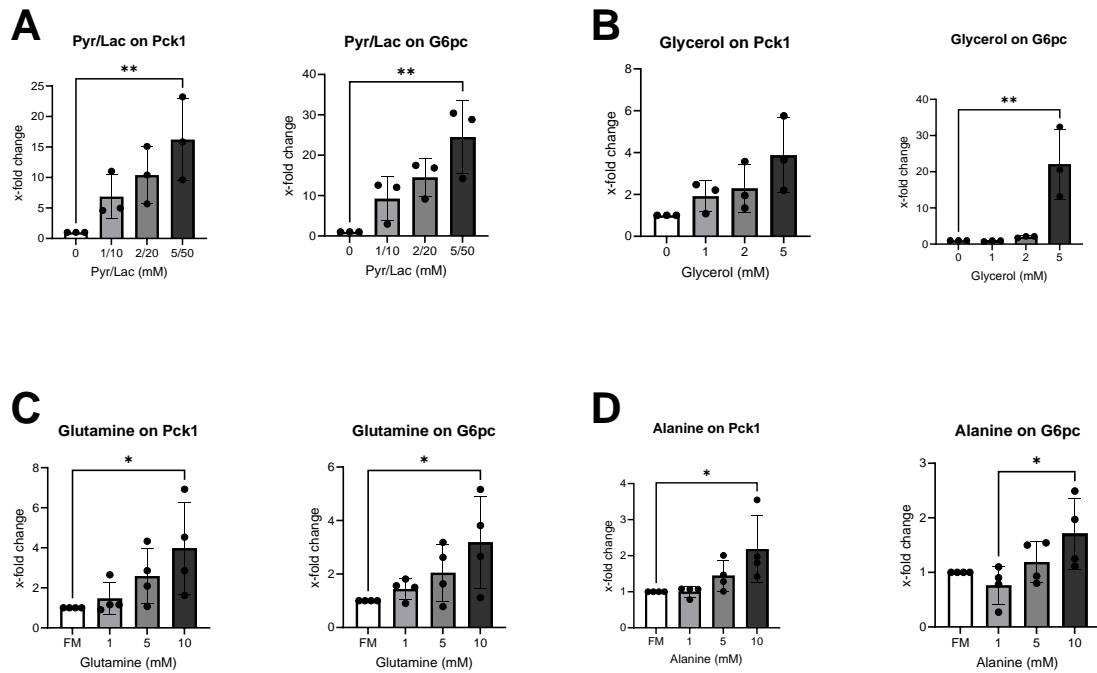 A
Pyr/Lac on Pck1
**
x-fold change
25
20
15
10
5
0
0 1/10 2/20 5/50
Pyr/Lac (mM)
Pyr/Lac on G6pc
**
x-fold change
40
30
20
10
0
0 1/10 2/20 5/50
Pyr/Lac (mM)
B
Glycerol on Pck1
x-fold change
8
6
4
2
0
0 1 2 5
Glycerol (mM)
Glycerol on G6pc
**
x-fold change
40
30
20
10
0
0 1 2 5
Glycerol (mM)
C
Glutamine on Pck1
*
x-fold change
8
6
4
2
0
FM 1 5 10
Glutamine (mM)
Glutamine on G6pc
*
x-fold change
6
4
2
0
FM 1 5 10
Glutamine (mM)
D
Alanine on Pck1
*
x-fold change
4
3
2
1
0
FM 1 5 10
Alanine (mM)
Alanine on G6pc
*
x-fold change
3
2
1
0
FM 1 5 10
Alanine (mM)